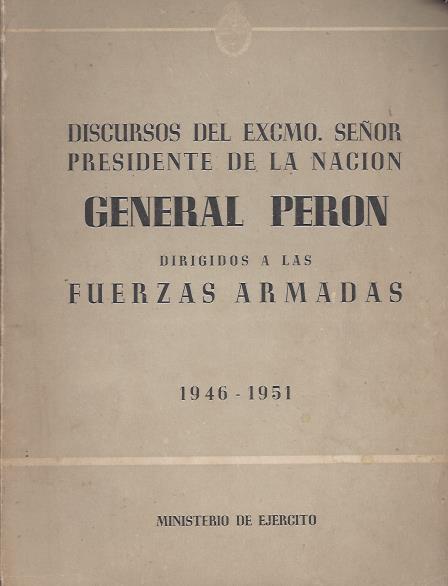 DISCURSOS DEL EXCMO. SEÑOR
PRESIDENTE DE LA NACION
GENERAL PERON
DIRIGIDOS A LAS
FUERZAS ARMADAS
1946 - 1951
MINISTERIO DE EJERCITO